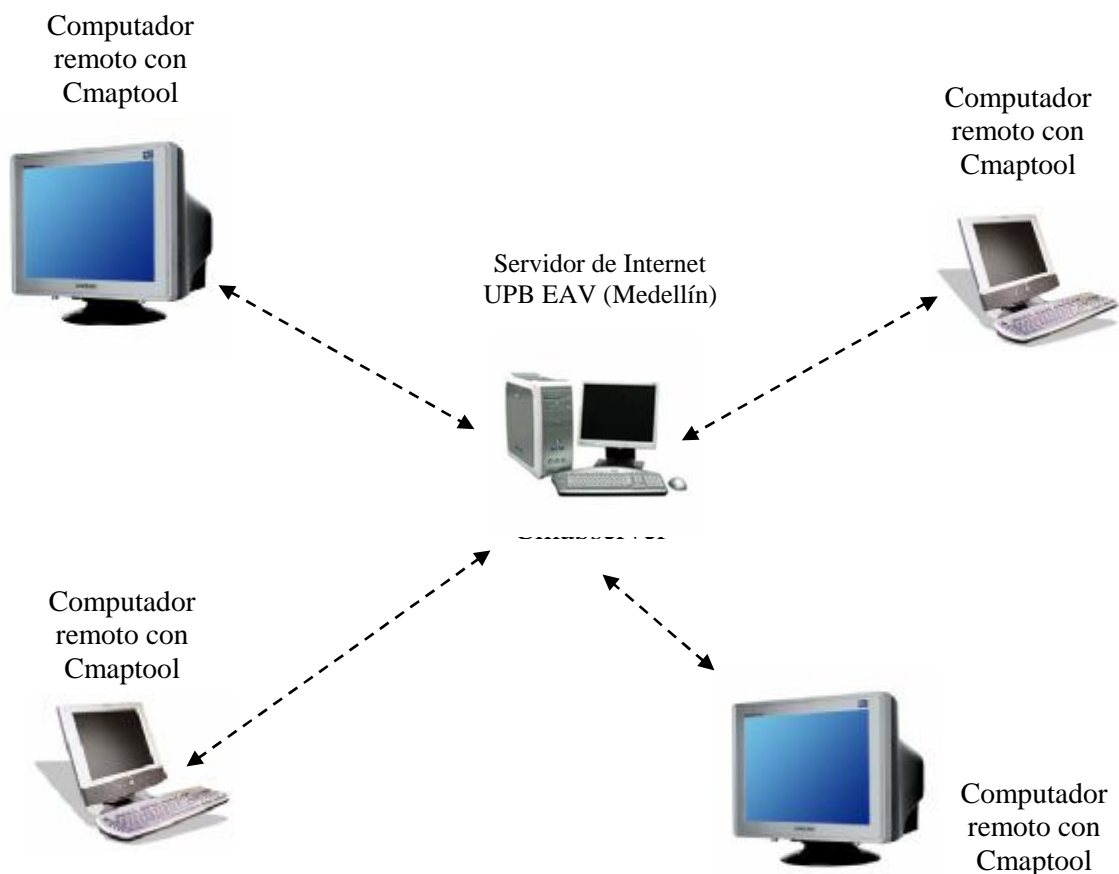 Computador
remoto con
Cmaptool
Computador
remoto con
Cmaptool
Servidor de Internet
UPB EAV (Medellín)
Computador
remoto con
Cmaptool
Computador
remoto con
Cmaptool